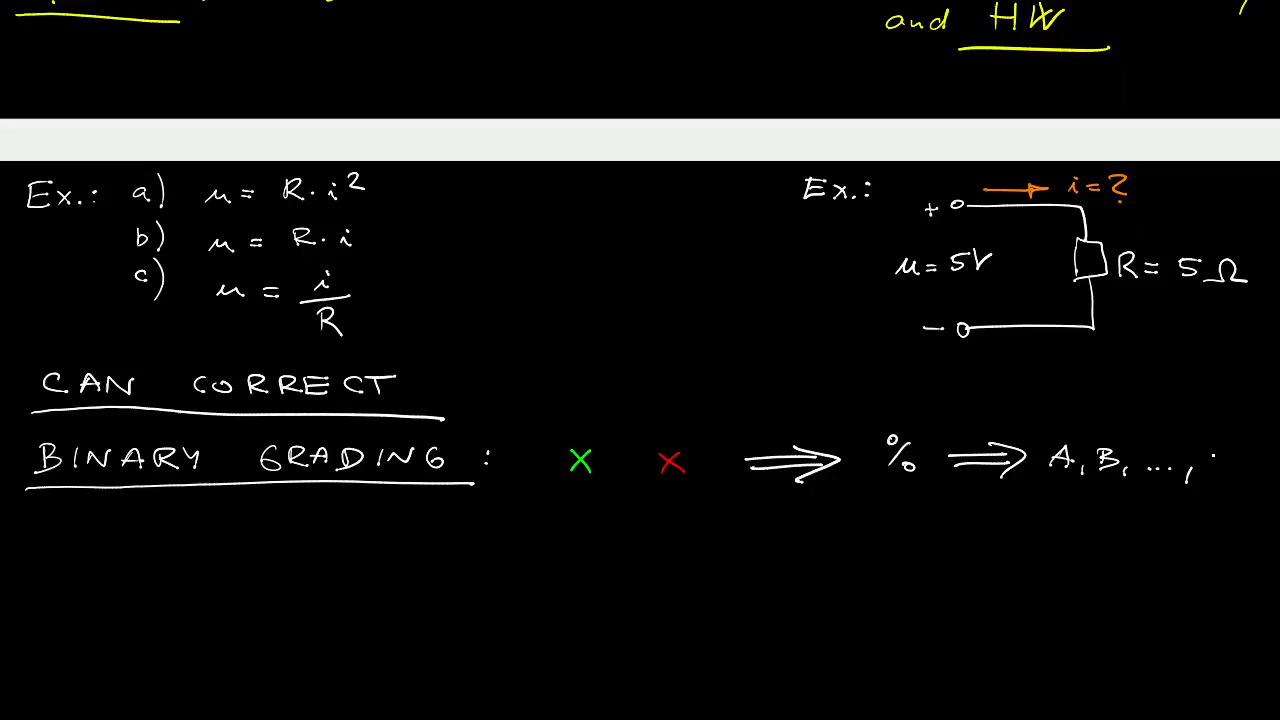 and HW
Ex.: a) u = R · i²
b) u = R · i
c) u = i / R
Ex.: i = ?
+
u = 5V
R = 5 Ω
−
CAN CORRECT
BINARY GRADING : X X ⟹ % ⟹ A, B, ...,